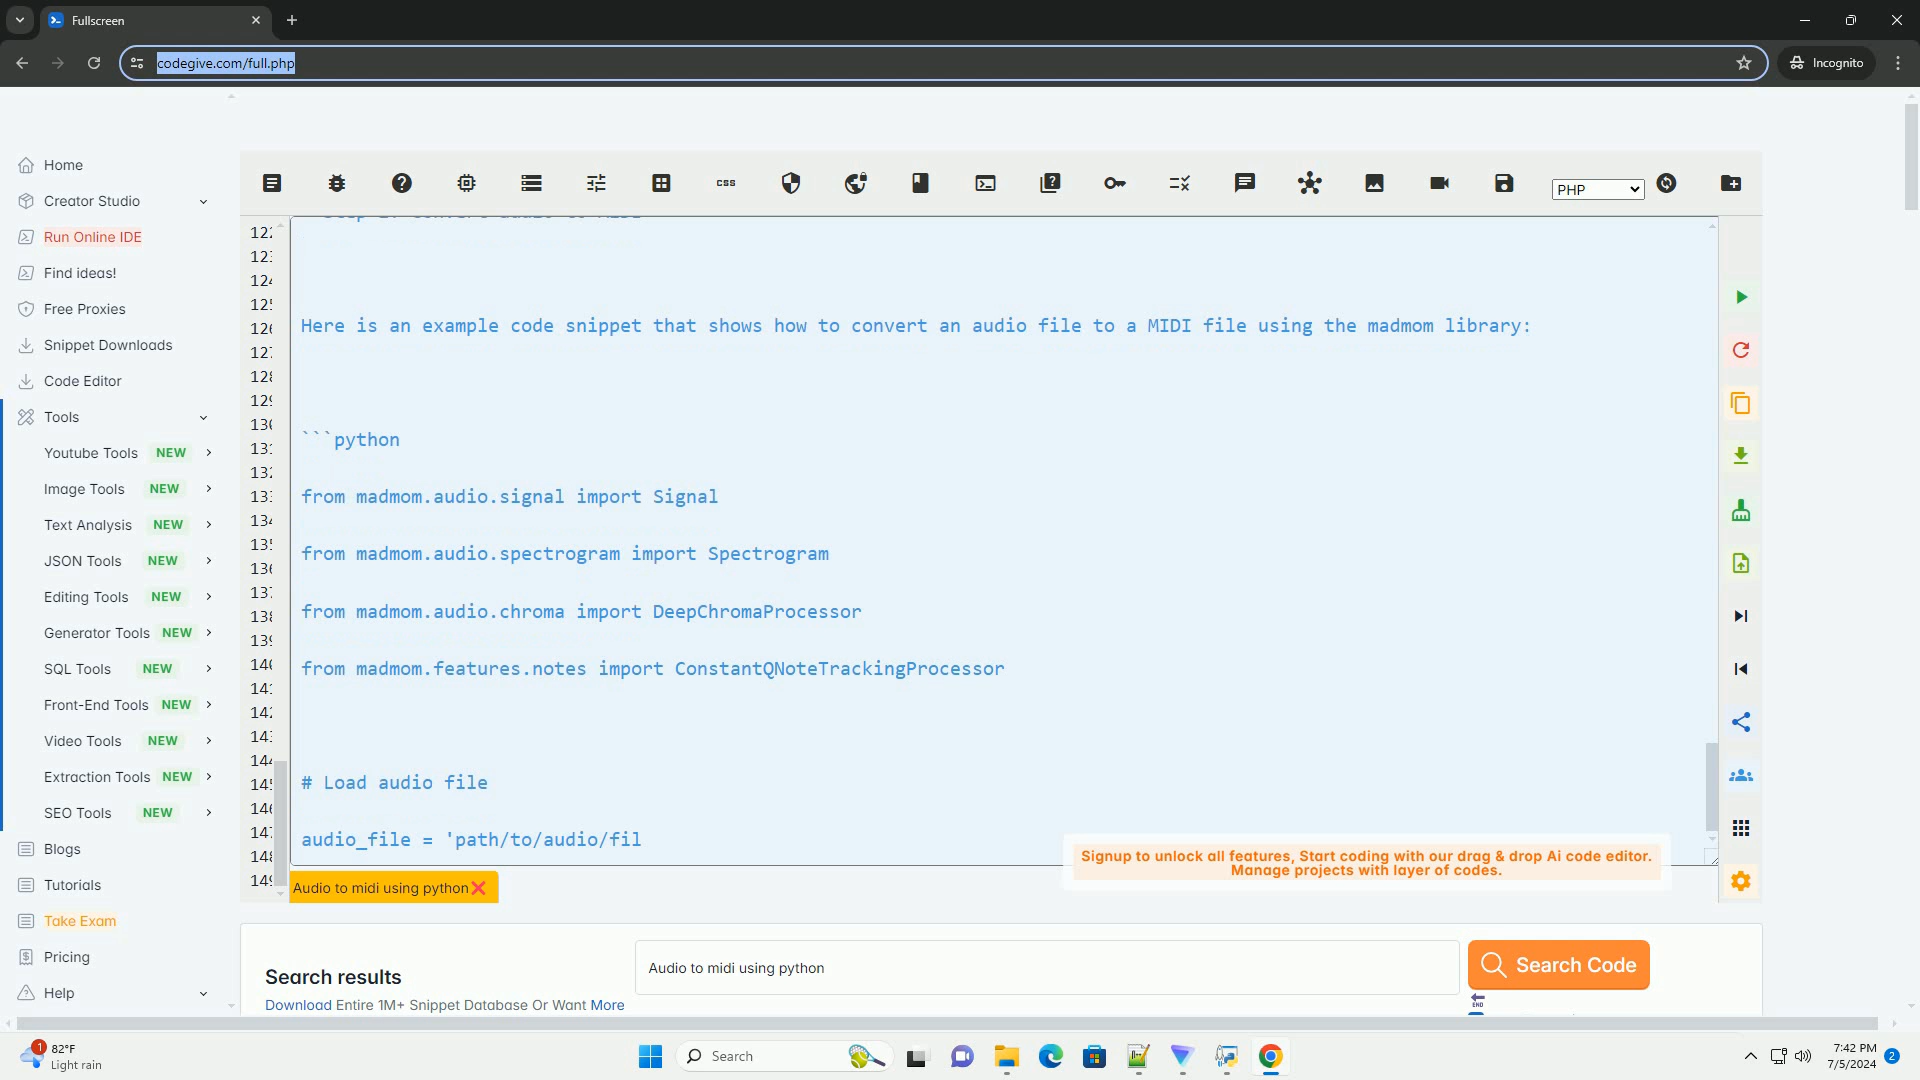 Fullscreen
codegive.com/full.php
Incognito
Home
Creator Studio
Run Online IDE
Find ideas!
Free Proxies
Snippet Downloads
Code Editor
Tools
Youtube Tools NEW
Image Tools NEW
Text Analysis NEW
JSON Tools NEW
Editing Tools NEW
Generator Tools NEW
SQL Tools NEW
Front-End Tools NEW
Video Tools NEW
Extraction Tools NEW
SEO Tools NEW
Blogs
Tutorials
Take Exam
Pricing
Help
css
PHP
Here is an example code snippet that shows how to convert an audio file to a MIDI file using the madmom library:
```python
from madmom.audio.signal import Signal
from madmom.audio.spectrogram import Spectrogram
from madmom.audio.chroma import DeepChromaProcessor
from madmom.features.notes import ConstantQNoteTrackingProcessor
# Load audio file
audio_file = 'path/to/audio/fil
Signup to unlock all features, Start coding with our drag & drop Ai code editor.
Manage projects with layer of codes.
Audio to midi using python
Search results
Download Entire 1M+ Snippet Database Or Want More
Audio to midi using python
Search Code
END
1
82°F
Light rain
Search
7:42 PM
7/5/2024
2